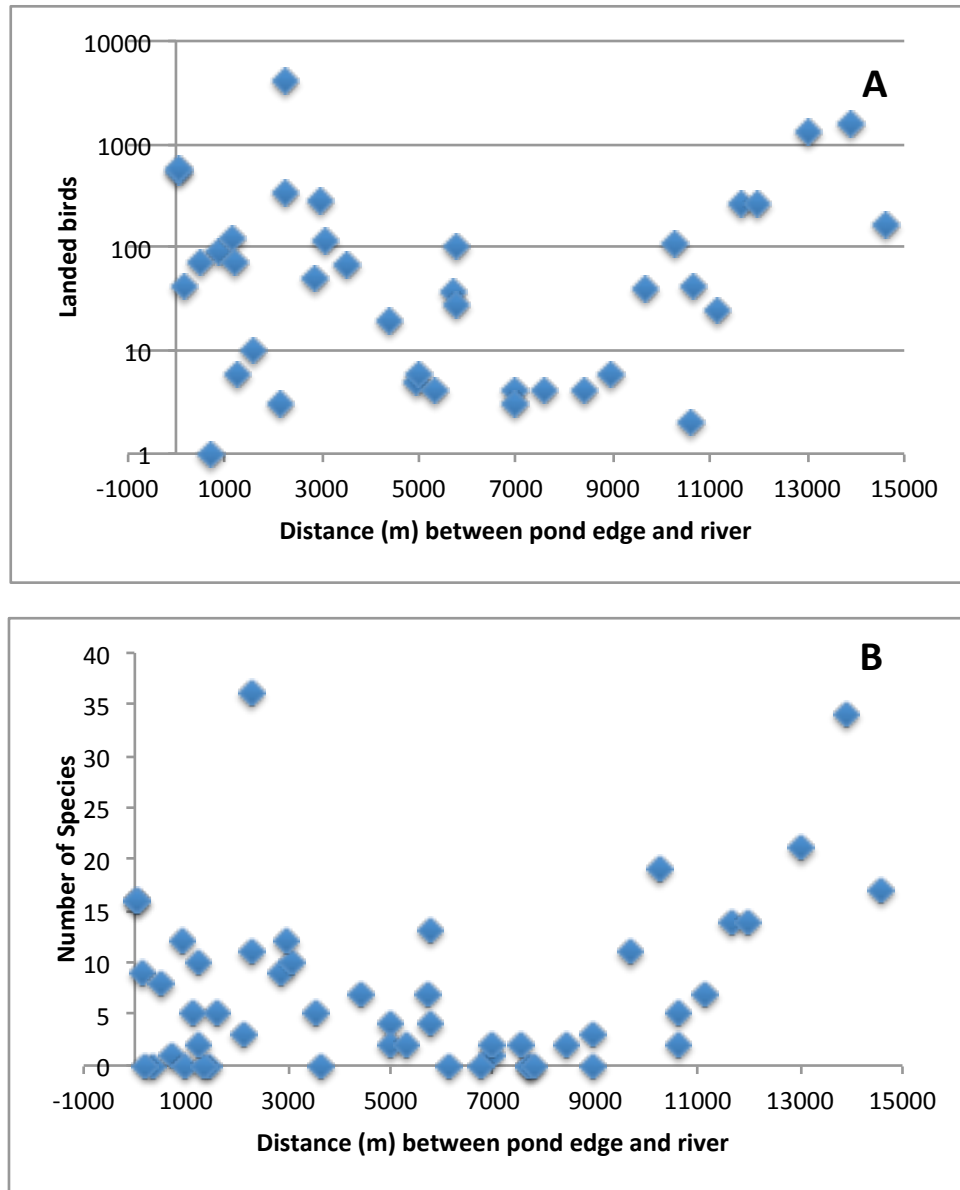 A
10000
1000
100
10
1
Landed birds
-1000 1000 3000 5000 7000 9000 11000 13000 15000
Distance (m) between pond edge and river
B
40
35
30
25
20
15
10
5
0
Number of Species
-1000 1000 3000 5000 7000 9000 11000 13000 15000
Distance (m) between pond edge and river